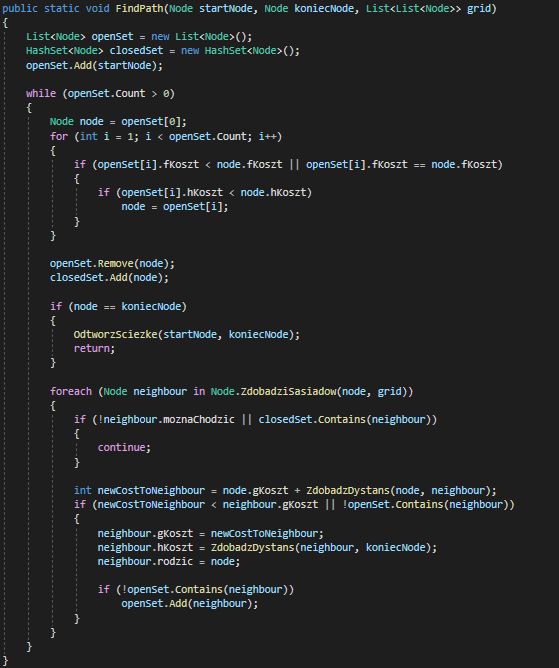 public static void FindPath(Node startNode, Node koniecNode, List<List<Node>> grid)
{
    List<Node> openSet = new List<Node>();
    HashSet<Node> closedSet = new HashSet<Node>();
    openSet.Add(startNode);

    while (openSet.Count > 0)
    {
        Node node = openSet[0];
        for (int i = 1; i < openSet.Count; i++)
        {
            if (openSet[i].fKoszt < node.fKoszt || openSet[i].fKoszt == node.fKoszt)
            {
                if (openSet[i].hKoszt < node.hKoszt)
                    node = openSet[i];
            }
        }

        openSet.Remove(node);
        closedSet.Add(node);

        if (node == koniecNode)
        {
            OdtworzSciezke(startNode, koniecNode);
            return;
        }

        foreach (Node neighbour in Node.ZdobadziSasiadow(node, grid))
        {
            if (!neighbour.moznaChodzic || closedSet.Contains(neighbour))
            {
                continue;
            }

            int newCostToNeighbour = node.gKoszt + ZdobadzDystans(node, neighbour);
            if (newCostToNeighbour < neighbour.gKoszt || !openSet.Contains(neighbour))
            {
                neighbour.gKoszt = newCostToNeighbour;
                neighbour.hKoszt = ZdobadzDystans(neighbour, koniecNode);
                neighbour.rodzic = node;

                if (!openSet.Contains(neighbour))
                    openSet.Add(neighbour);
            }
        }
    }
}